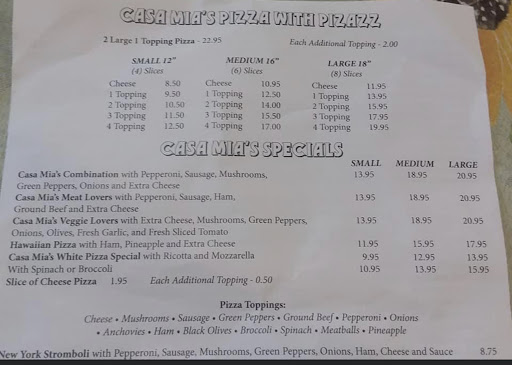 CASA MIA'S PIZZA WITH PIZAZZ
2 Large 1 Topping Pizza - 22.95 Each Additional Topping - 2.00
SMALL 12" MEDIUM 16" LARGE 18"
(4) Slices (6) Slices (8) Slices
Cheese 8.50 Cheese 10.95 Cheese 11.95
1 Topping 9.50 1 Topping 12.50 1 Topping 13.95
2 Topping 10.50 2 Topping 14.00 2 Topping 15.95
3 Topping 11.50 3 Topping 15.50 3 Topping 17.95
4 Topping 12.50 4 Topping 17.00 4 Topping 19.95
CASA MIA'S SPECIALS
SMALL MEDIUM LARGE
Casa Mia's Combination with Pepperoni, Sausage, Mushrooms, 13.95 18.95 20.95
Green Peppers, Onions and Extra Cheese
Casa Mia's Meat Lovers with Pepperoni, Sausage, Ham, 13.95 18.95 20.95
Ground Beef and Extra Cheese
Casa Mia's Veggie Lovers with Extra Cheese, Mushrooms, Green Peppers, 13.95 18.95 20.95
Onions, Olives, Fresh Garlic, and Fresh Sliced Tomato
Hawaiian Pizza with Ham, Pineapple and Extra Cheese 11.95 15.95 17.95
Casa Mia's White Pizza Special with Ricotta and Mozzarella 9.95 12.95 13.95
With Spinach or Broccoli 10.95 13.95 15.95
Slice of Cheese Pizza 1.95 Each Additional Topping - 0.50
Pizza Toppings:
Cheese • Mushrooms • Sausage • Green Peppers • Ground Beef • Pepperoni • Onions
• Anchovies • Ham • Black Olives • Broccoli • Spinach • Meatballs • Pineapple
New York Stromboli with Pepperoni, Sausage, Mushrooms, Green Peppers, Onions, Ham, Cheese and Sauce 8.75